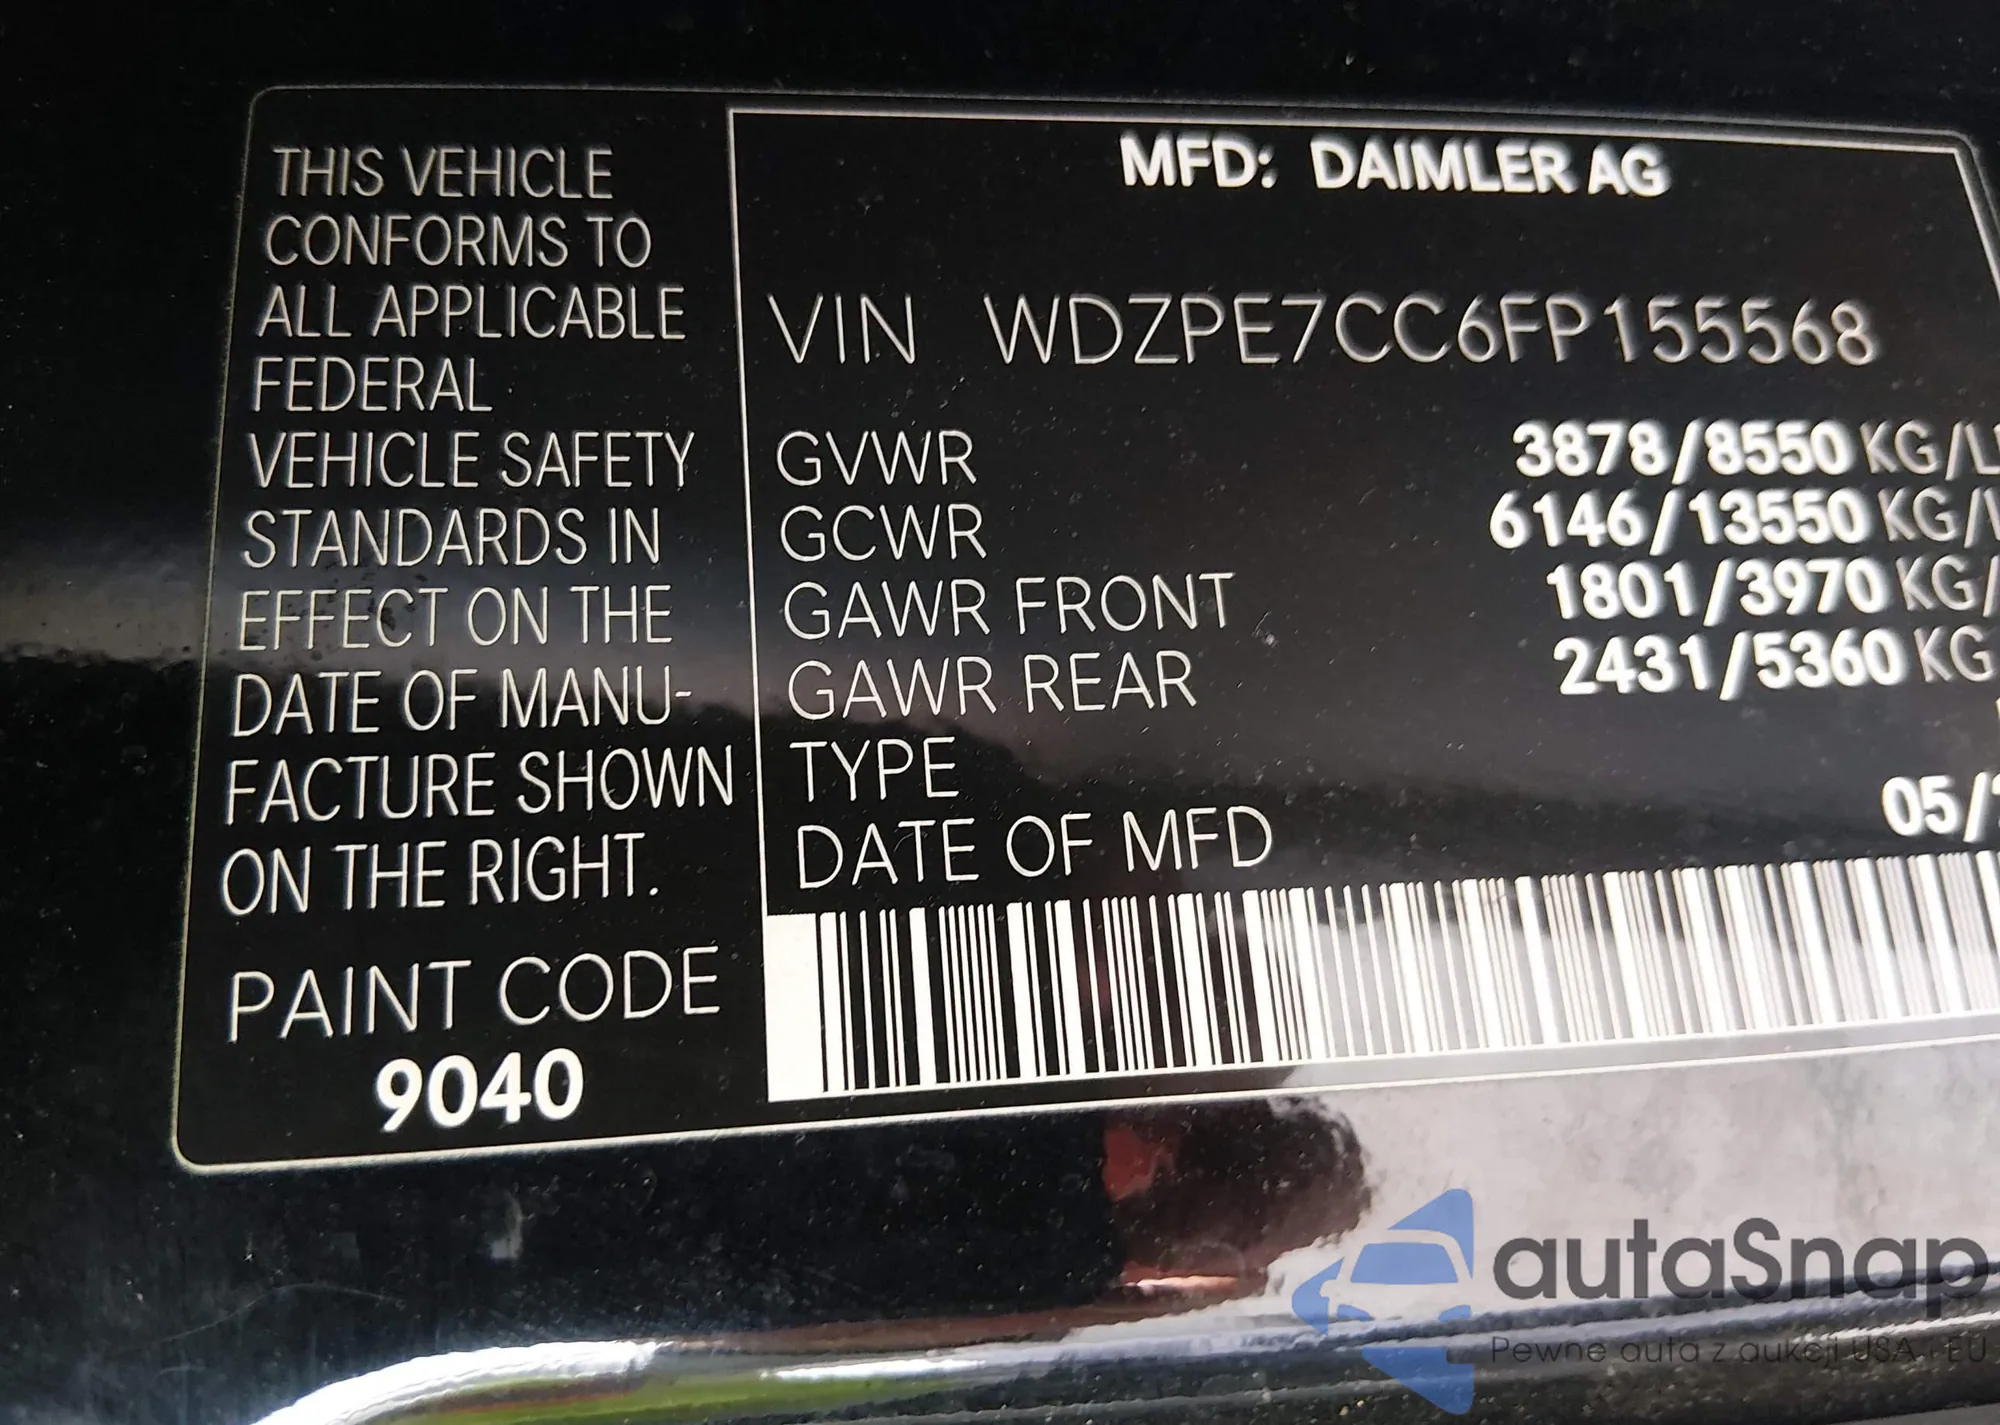 THIS VEHICLE
CONFORMS TO
ALL APPLICABLE
FEDERAL
VEHICLE SAFETY
STANDARDS IN
EFFECT ON THE
DATE OF MANU-
FACTURE SHOWN
ON THE RIGHT.
PAINT CODE
9040
MFD: DAIMLER AG
VIN WDZPE7CC6FP155568
GVWR 3878/8550 KG/L
GCWR 6146/13550 KG/
GAWR FRONT 1801/3970 KG/
GAWR REAR 2431/5360 KG
TYPE
DATE OF MFD 05/
autaSnap
Pewne auta z aukcji USA i EU